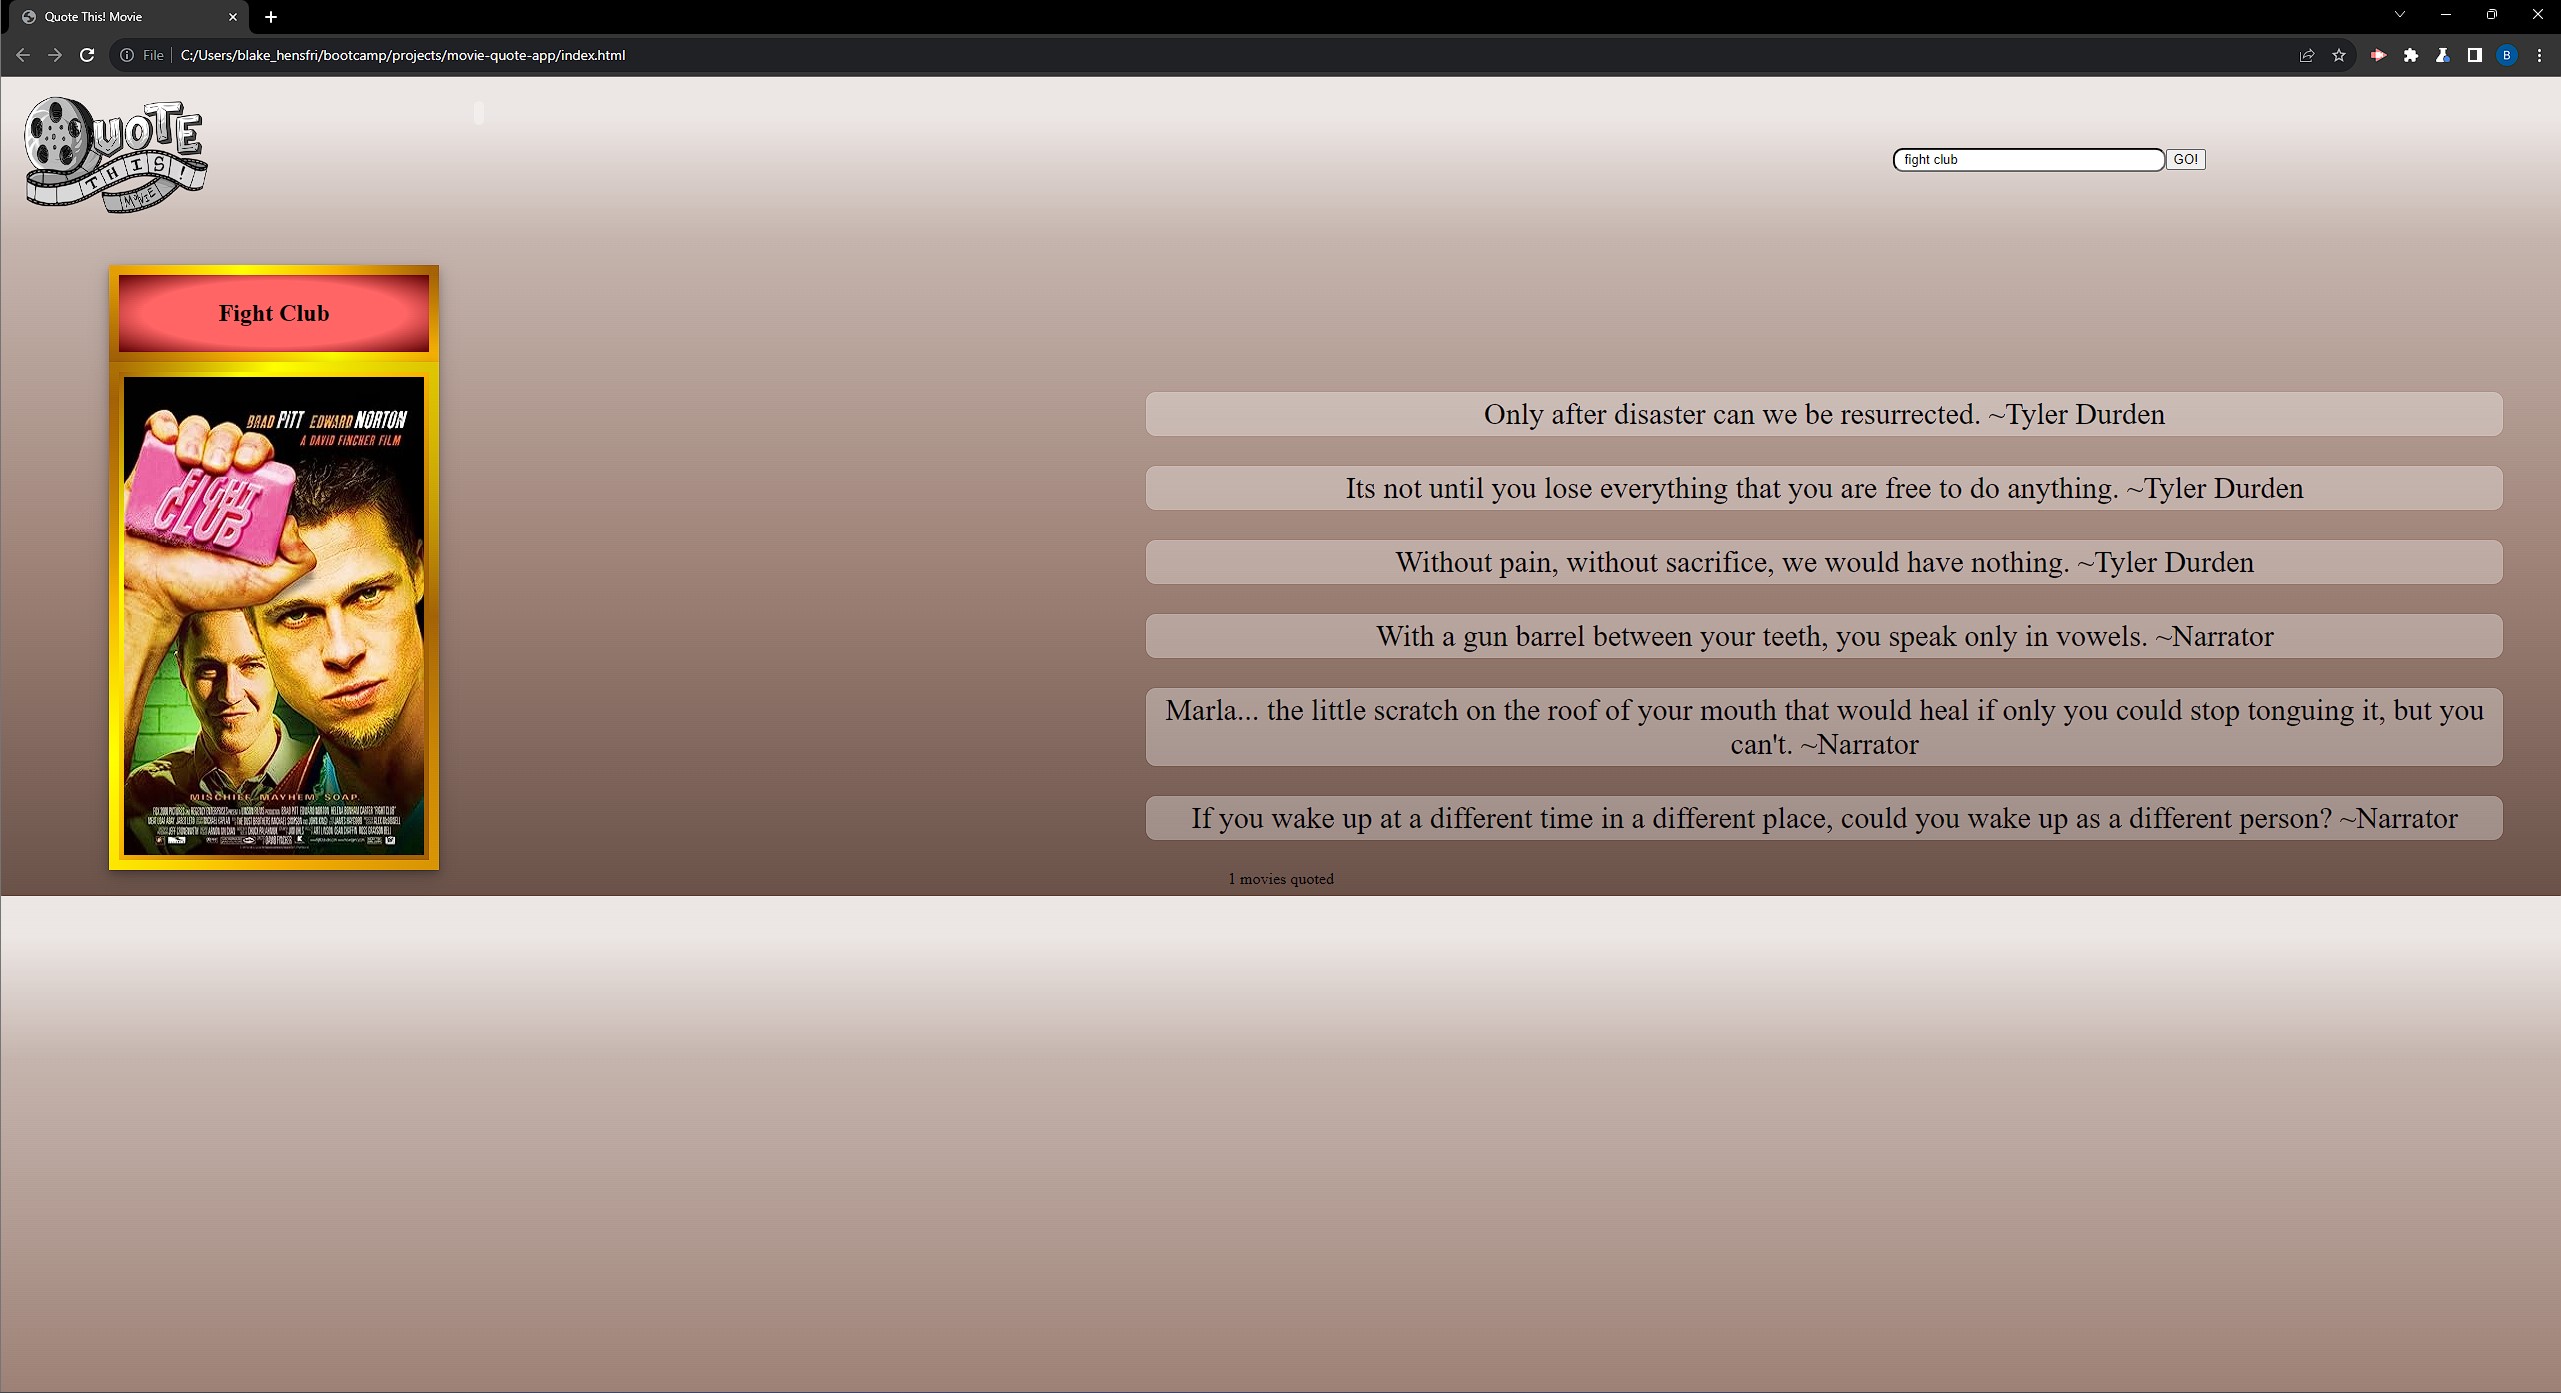 Quote This! Movie
File
C:/Users/blake_hensfri/bootcamp/projects/movie-quote-app/index.html
B
QUOTE
THIS!
MOVIE
fight club
GO!
Fight Club
BRAD PITT EDWARD NORTON
A DAVID FINCHER FILM
FIGHT
CLUB
MISCHIEF. MAYHEM. SOAP.
Only after disaster can we be resurrected. ~Tyler Durden
Its not until you lose everything that you are free to do anything. ~Tyler Durden
Without pain, without sacrifice, we would have nothing. ~Tyler Durden
With a gun barrel between your teeth, you speak only in vowels. ~Narrator
Marla... the little scratch on the roof of your mouth that would heal if only you could stop tonguing it, but you
can't. ~Narrator
If you wake up at a different time in a different place, could you wake up as a different person? ~Narrator
1 movies quoted